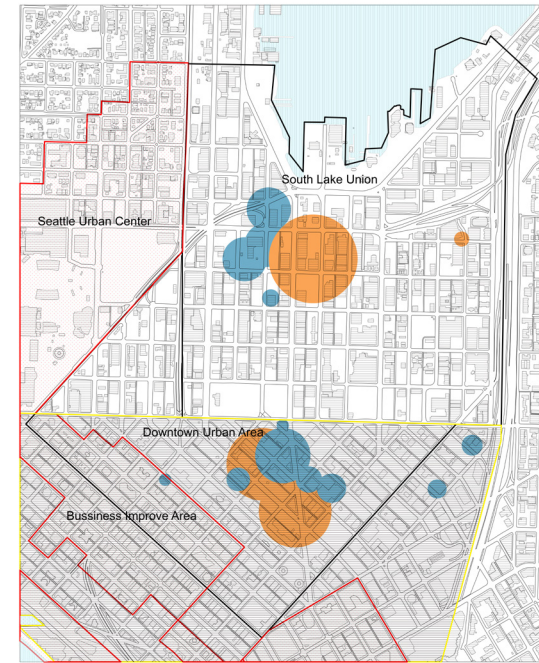 South Lake Union
Seattle Urban Center
Downtown Urban Area
Bussiness Improve Area